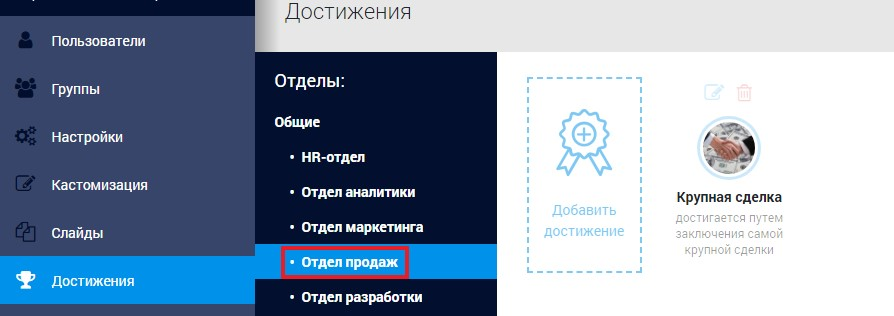 Достижения
Пользователи
Группы
Настройки
Кастомизация
Слайды
Достижения
Отделы:
Общие
• HR-отдел
• Отдел аналитики
• Отдел маркетинга
• Отдел продаж
• Отдел разработки
Добавить
достижение
Крупная сделка
достигается путем
заключения самой
крупной сделки